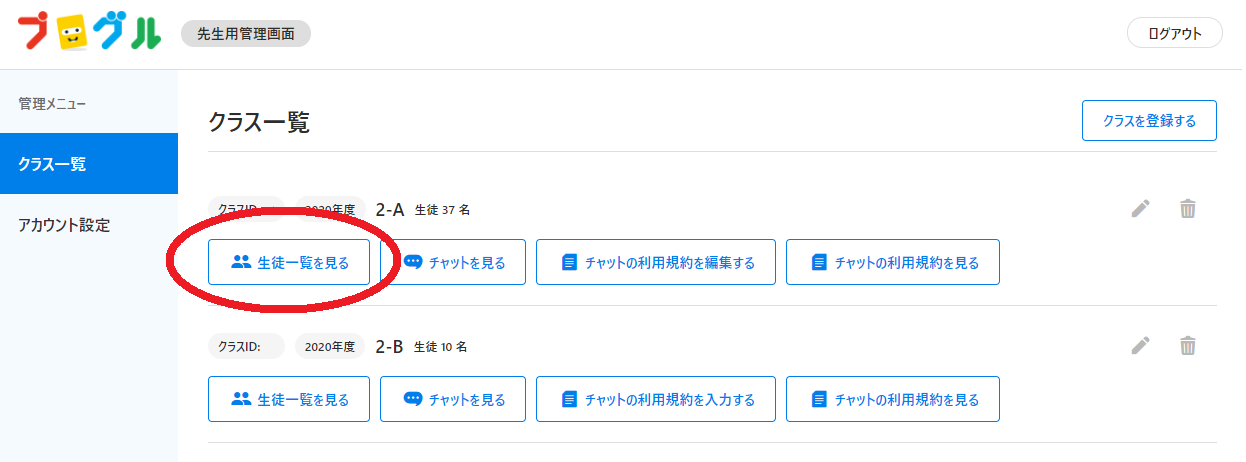 プログル 先生用管理画面 ログアウト
管理メニュー
クラス一覧
アカウント設定
クラス一覧 クラスを登録する
クラスID: 2020年度 2-A 生徒 37 名
生徒一覧を見る チャットを見る チャットの利用規約を編集する チャットの利用規約を見る
クラスID: 2020年度 2-B 生徒 10 名
生徒一覧を見る チャットを見る チャットの利用規約を入力する チャットの利用規約を見る